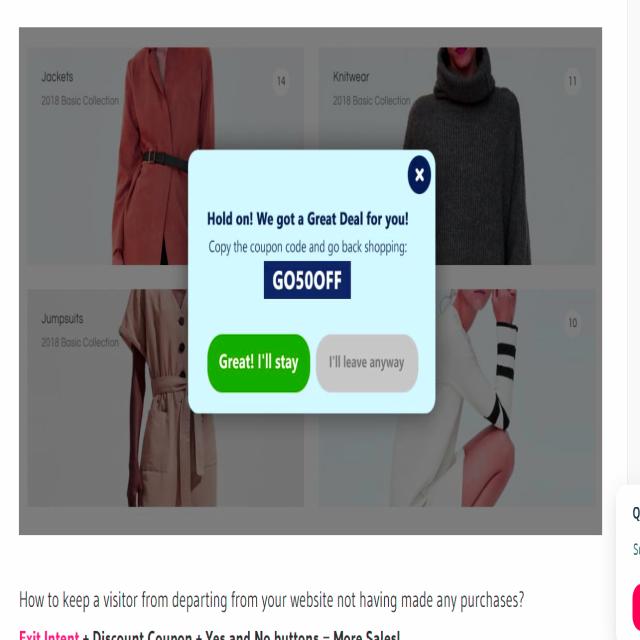 Jackets
14
2018 Basic Collection
Knitwear
11
2018 Basic Collection
Hold on! We got a Great Deal for you!
Copy the coupon code and go back shopping:
GO50OFF
Great! I'll stay
I'll leave anyway
Jumpsuits
2018 Basic Collection
10
How to keep a visitor from departing from your website not having made any purchases?
Exit Intent + Discount Coupon + Yes and No buttons = More Sales!